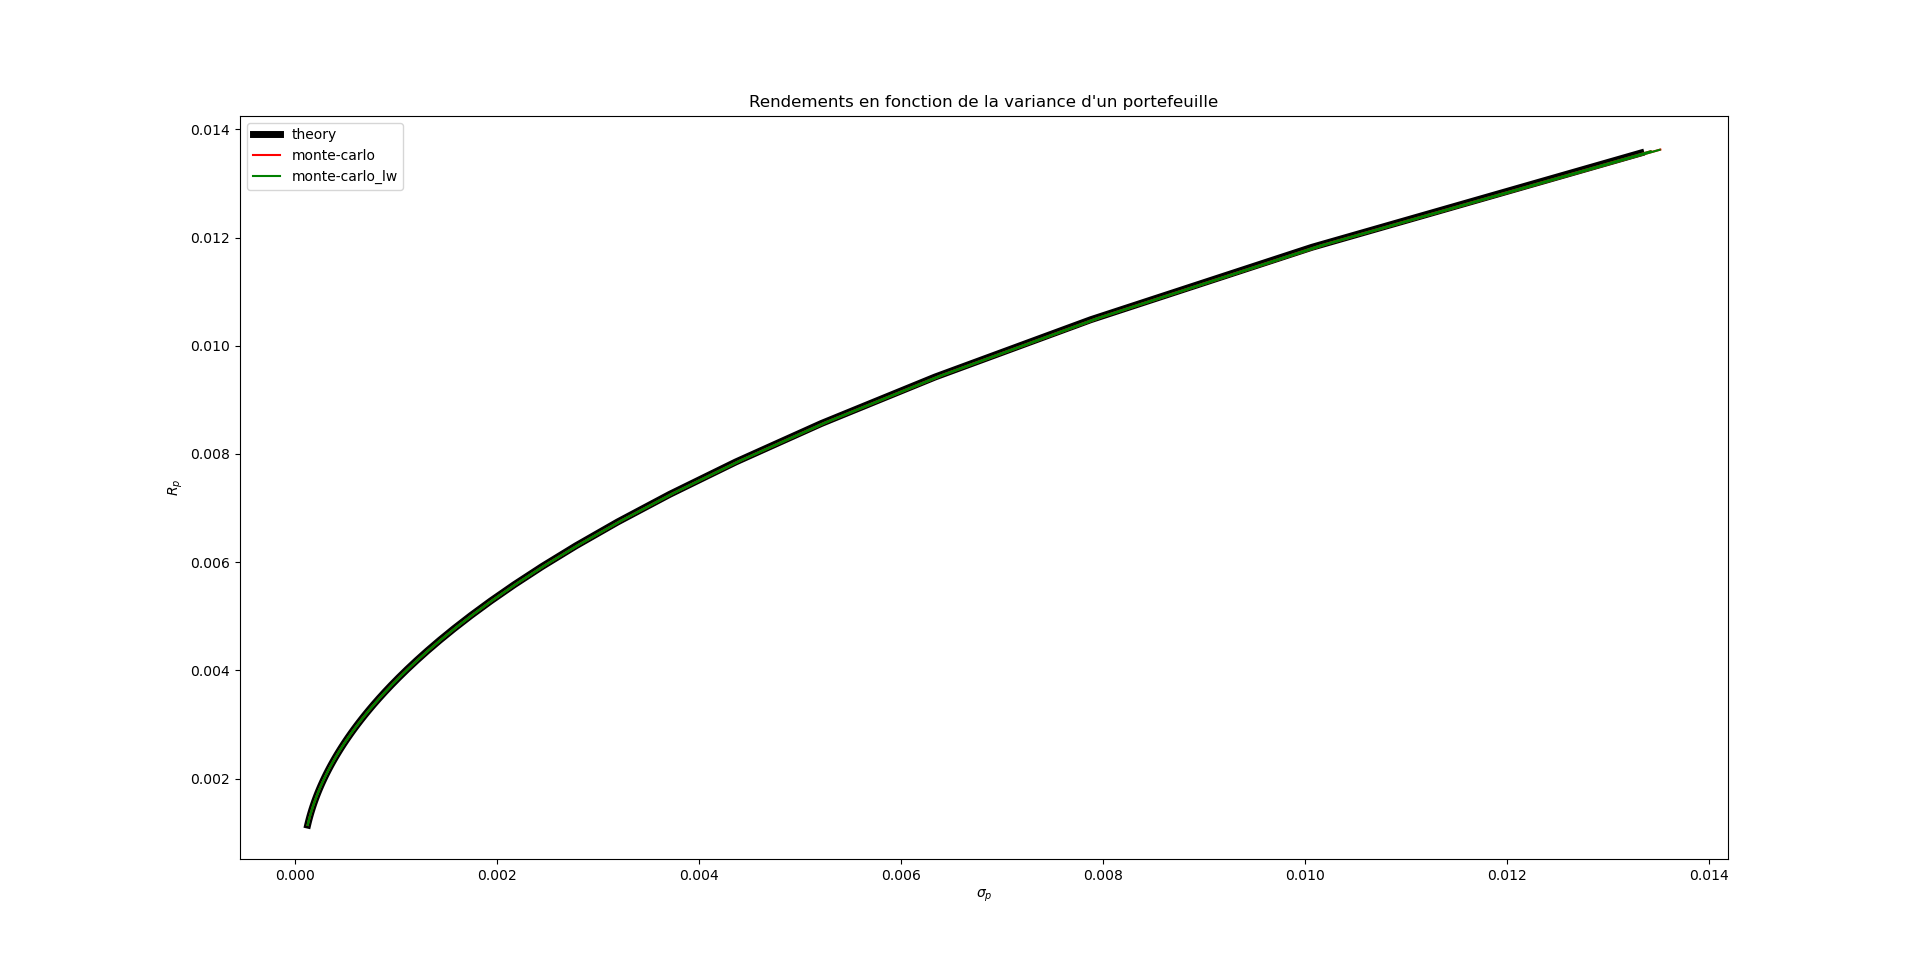 Rendements en fonction de la variance d'un portefeuille
theory
monte-carlo
monte-carlo_lw
0.014
0.012
0.010
0.008
0.006
0.004
0.002
R_p
0.000 0.002 0.004 0.006 0.008 0.010 0.012 0.014
σ_p